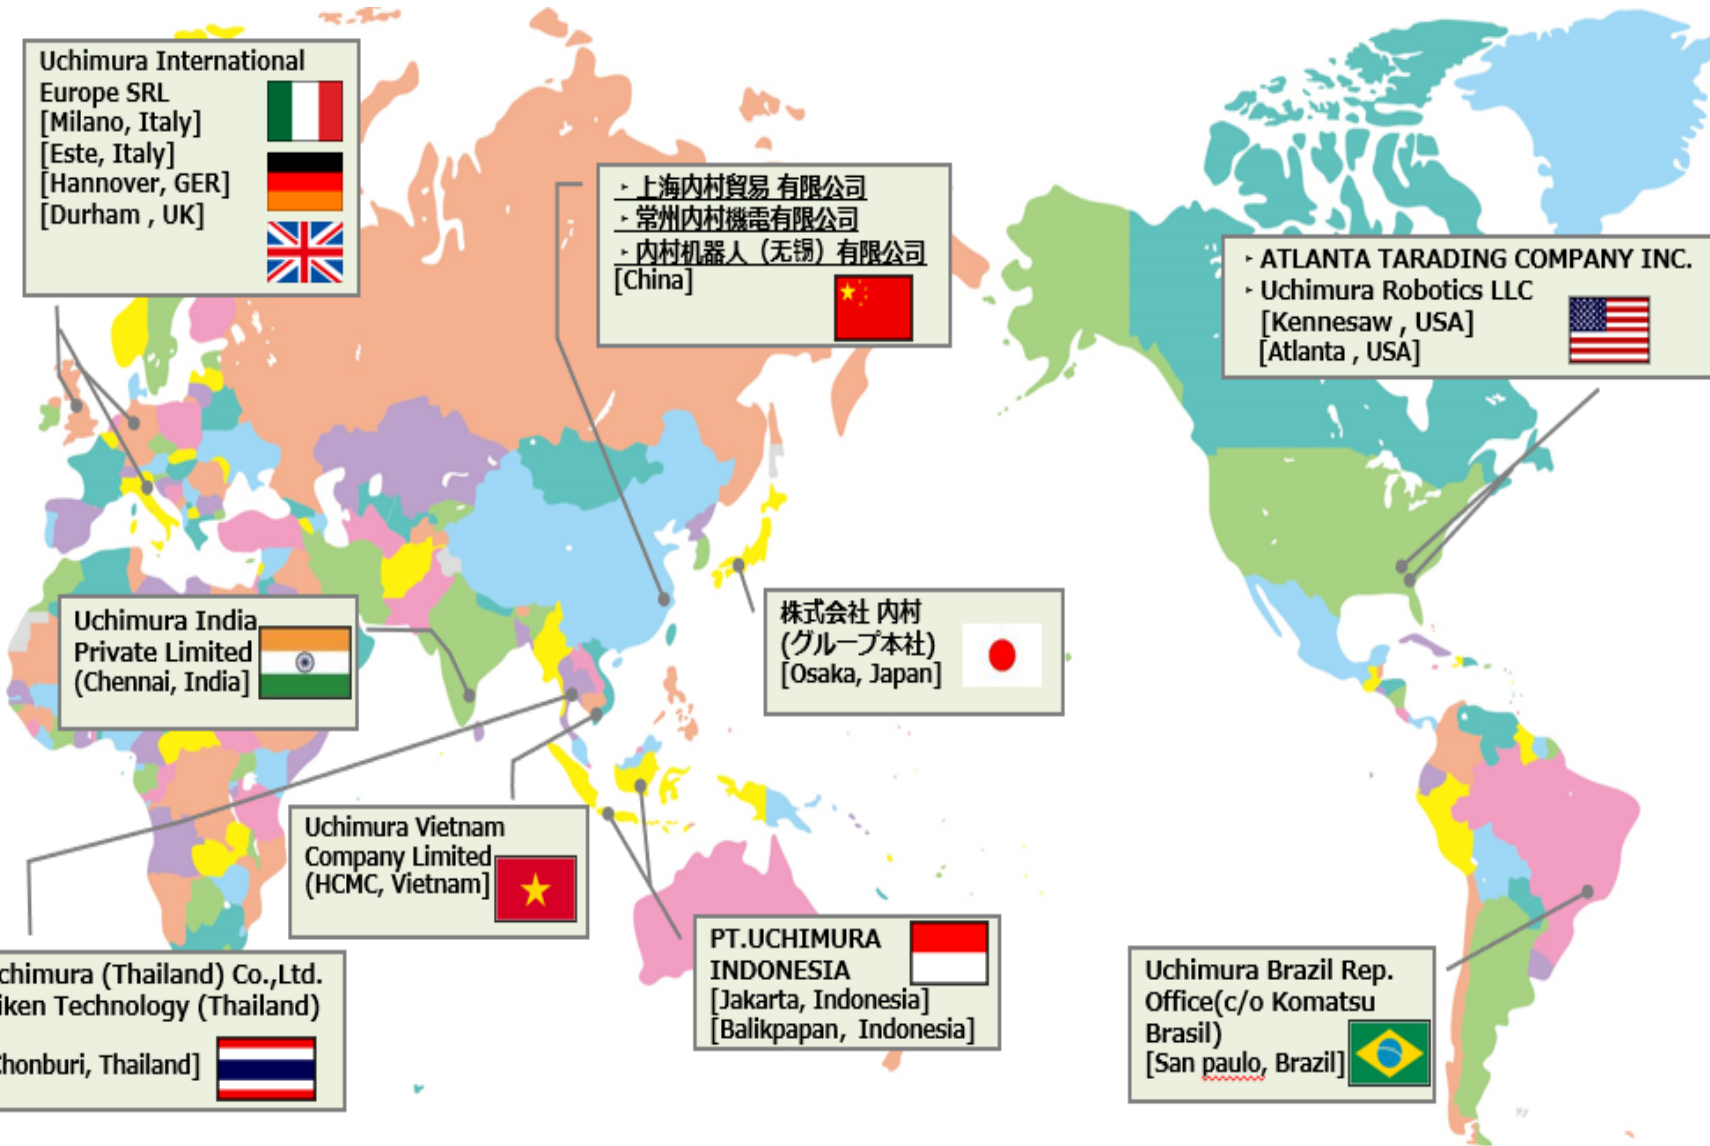 Uchimura International
Europe SRL
[Milano, Italy]
[Este, Italy]
[Hannover, GER]
[Durham , UK]
‣ 上海内村貿易 有限公司
‣ 常州内村機電有限公司
‣ 内村机器人（无锡）有限公司
[China]
‣ ATLANTA TARADING COMPANY INC.
‣ Uchimura Robotics LLC
[Kennesaw , USA]
[Atlanta , USA]
Uchimura India
Private Limited
(Chennai, India]
株式会社 内村
(グループ本社)
[Osaka, Japan]
Uchimura Vietnam
Company Limited
(HCMC, Vietnam]
PT.UCHIMURA
INDONESIA
[Jakarta, Indonesia]
[Balikpapan, Indonesia]
chimura (Thailand) Co.,Ltd.
iken Technology (Thailand)
Chonburi, Thailand]
Uchimura Brazil Rep.
Office(c/o Komatsu
Brasil)
[San paulo, Brazil]